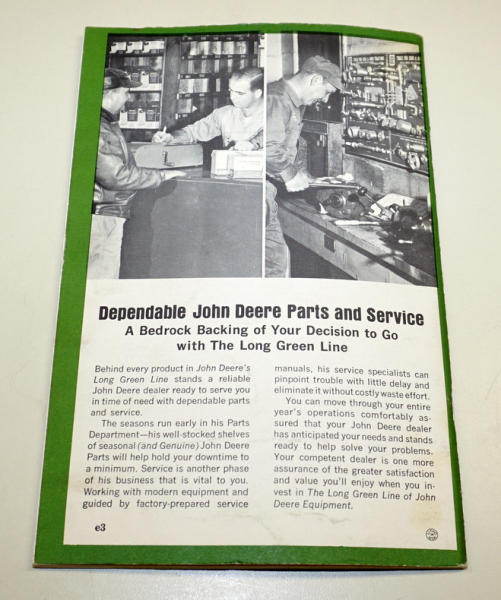 Dependable John Deere Parts and Service
A Bedrock Backing of Your Decision to Go
with The Long Green Line
Behind every product in John Deere's
Long Green Line stands a reliable
John Deere dealer ready to serve you
in time of need with dependable parts
and service.
The seasons run early in his Parts
Department—his well-stocked shelves
of seasonal (and Genuine) John Deere
Parts will help hold your downtime to
a minimum. Service is another phase
of his business that is vital to you.
Working with modern equipment and
guided by factory-prepared service
manuals, his service specialists can
pinpoint trouble with little delay and
eliminate it without costly waste effort.
You can move through your entire
year's operations comfortably as-
sured that your John Deere dealer
has anticipated your needs and stands
ready to help solve your problems.
Your competent dealer is one more
assurance of the greater satisfaction
and value you'll enjoy when you in-
vest in The Long Green Line of John
Deere Equipment.
e3